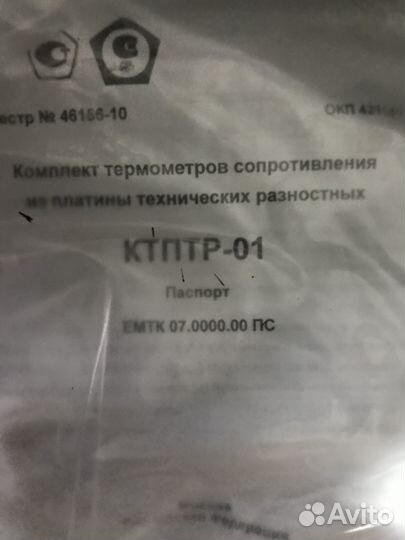 естр № 46156-10
ОКП 421
Комплект термометров сопротивления
из платины технических разностных
КТПТР-01
Паспорт
ЕМТК 07.0000.00 ПС
Avito